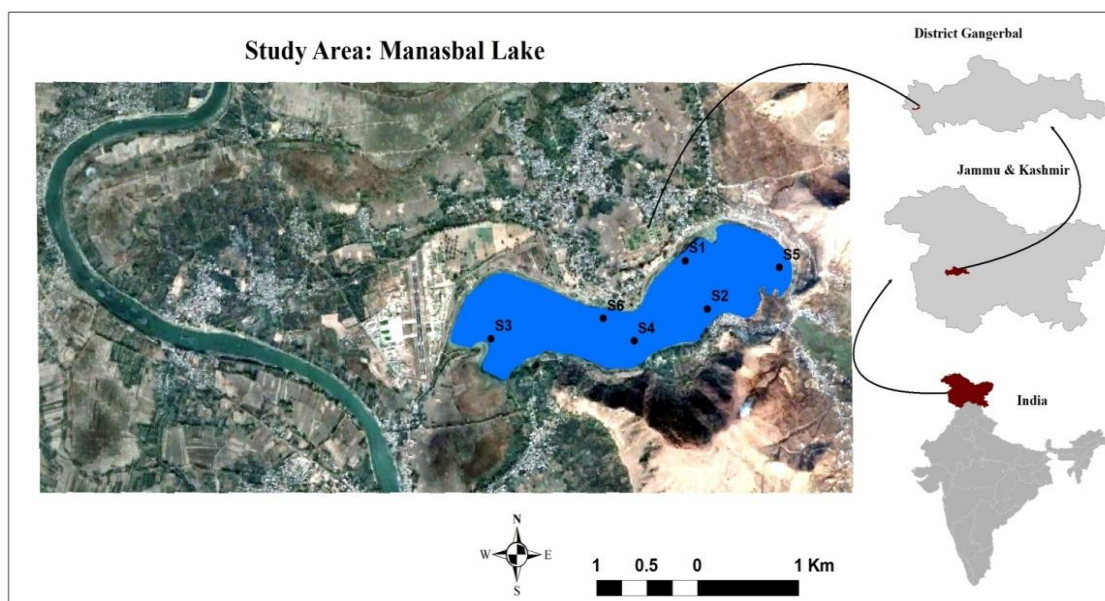 Study Area: Manasbal Lake
District Gangerbal
Jammu & Kashmir
India
S1
S5
S2
S6
S4
S3
N
W E
S
1 0.5 0 1 Km